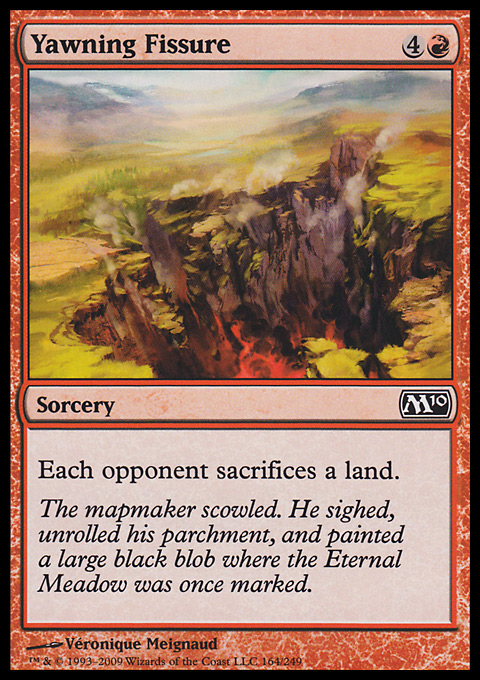 Yawning Fissure 4
Sorcery M10
Each opponent sacrifices a land.
The mapmaker scowled. He sighed,
unrolled his parchment, and painted
a large black blob where the Eternal
Meadow was once marked.
Véronique Meignaud
™ & © 1993–2009 Wizards of the Coast LLC 164/249